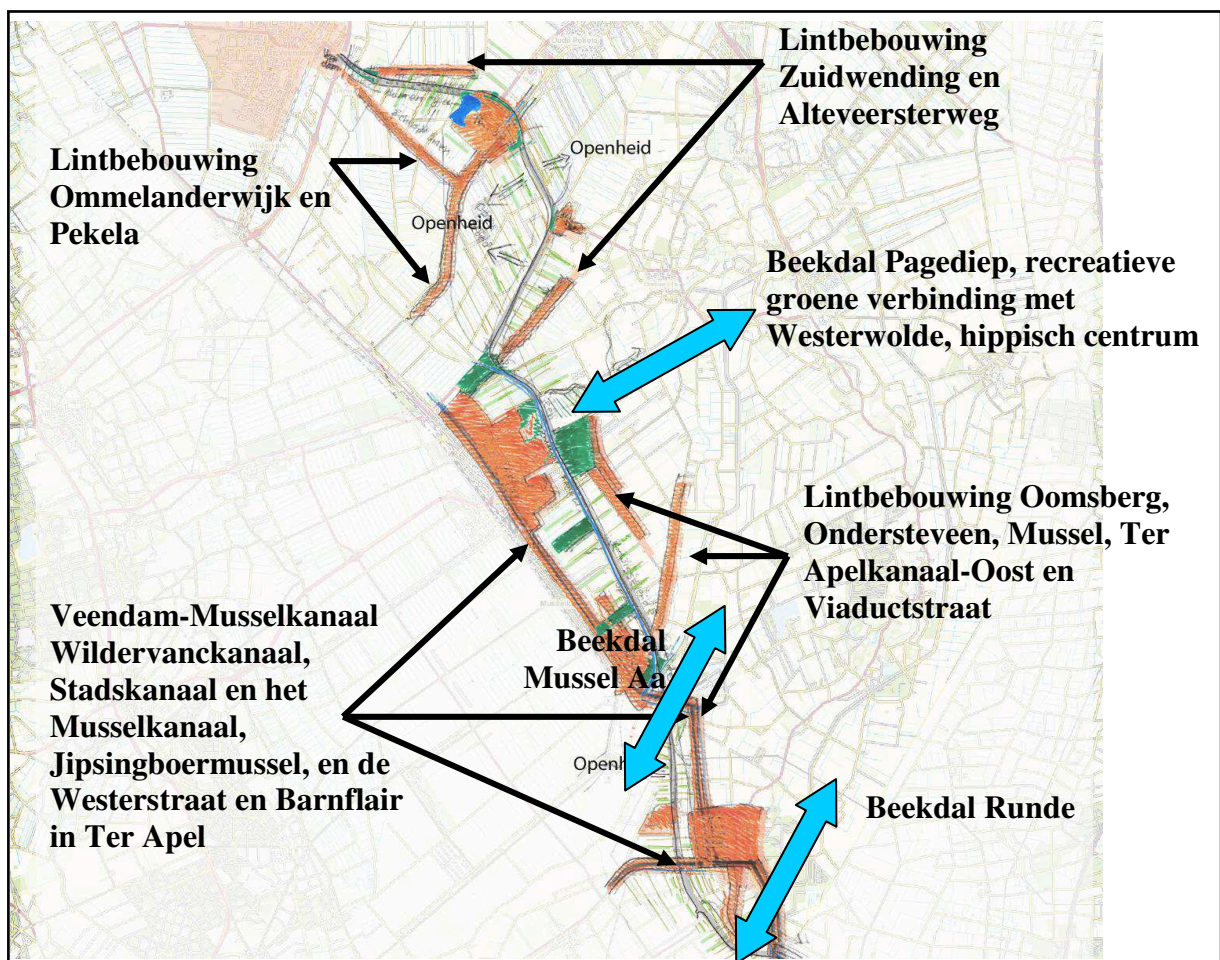 Lintbebouwing
Zuidwending en
Alteveersterweg
Lintbebouwing
Ommelanderwijk en
Pekela
Openheid
Openheid
Beekdal Pagediep, recreatieve
groene verbinding met
Westerwolde, hippisch centrum
Lintbebouwing Oomsberg,
Ondersteveen, Mussel, Ter
Apelkanaal-Oost en
Viaductstraat
Veendam-Musselkanaal
Wildervanckanaal,
Stadskanaal en het
Musselkanaal,
Jipsingboermussel, en de
Westerstraat en Barnflair
in Ter Apel
Beekdal
Mussel Aa
Beekdal Runde